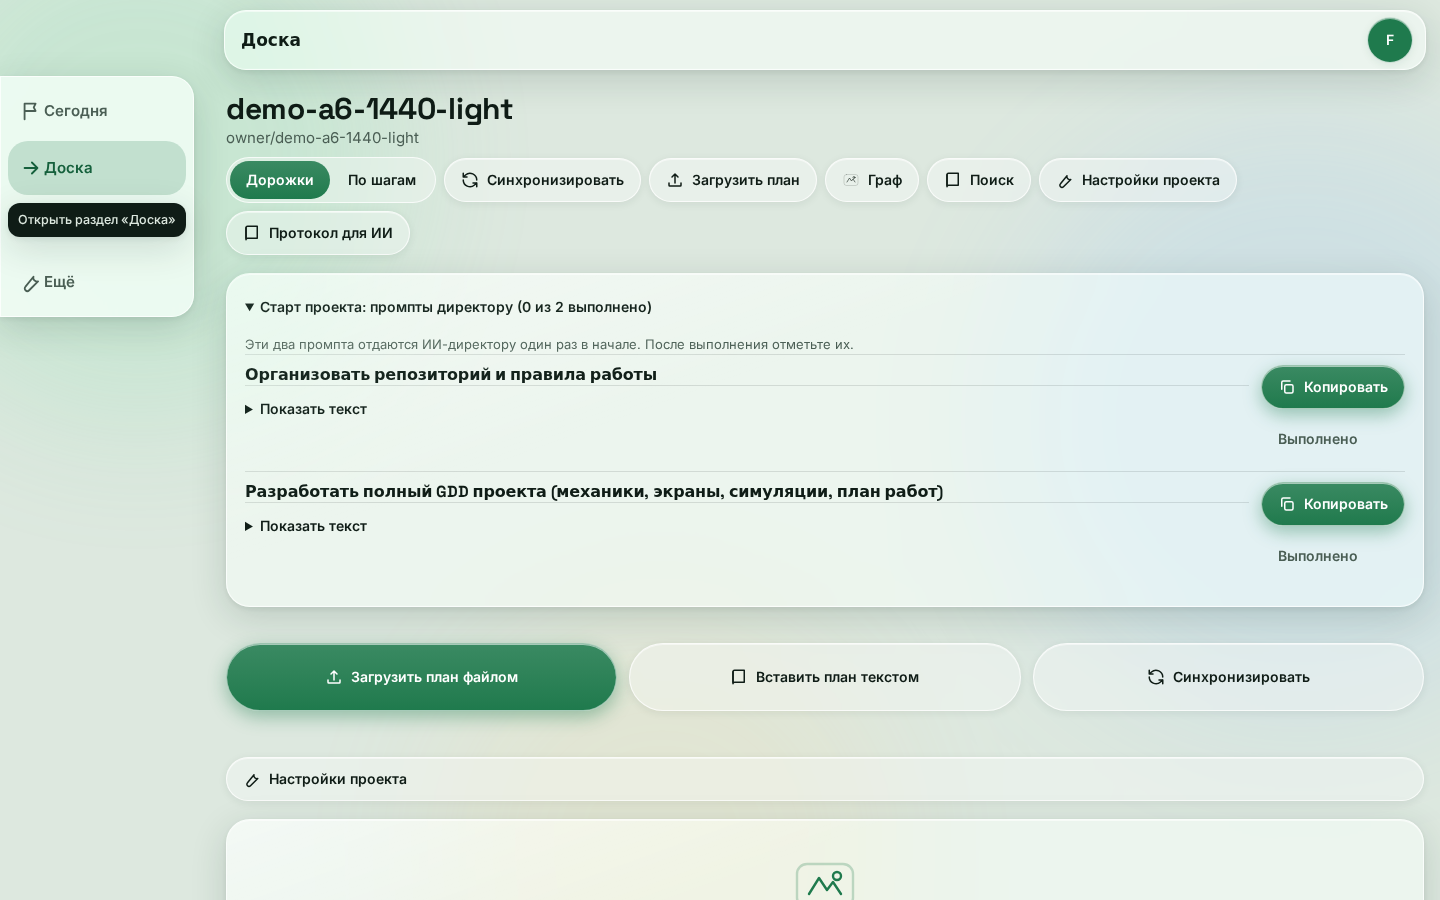 Доска
F
Сегодня
Доска
Открыть раздел «Доска»
Ещё
demo-a6-1440-light
owner/demo-a6-1440-light
Дорожки
По шагам
Синхронизировать
Загрузить план
Граф
Поиск
Настройки проекта
Протокол для ИИ
Старт проекта: промпты директору (0 из 2 выполнено)
Эти два промпта отдаются ИИ-директору один раз в начале. После выполнения отметьте их.
Организовать репозиторий и правила работы
Копировать
Показать текст
Выполнено
Разработать полный GDD проекта (механики, экраны, симуляции, план работ)
Копировать
Показать текст
Выполнено
Загрузить план файлом
Вставить план текстом
Синхронизировать
Настройки проекта